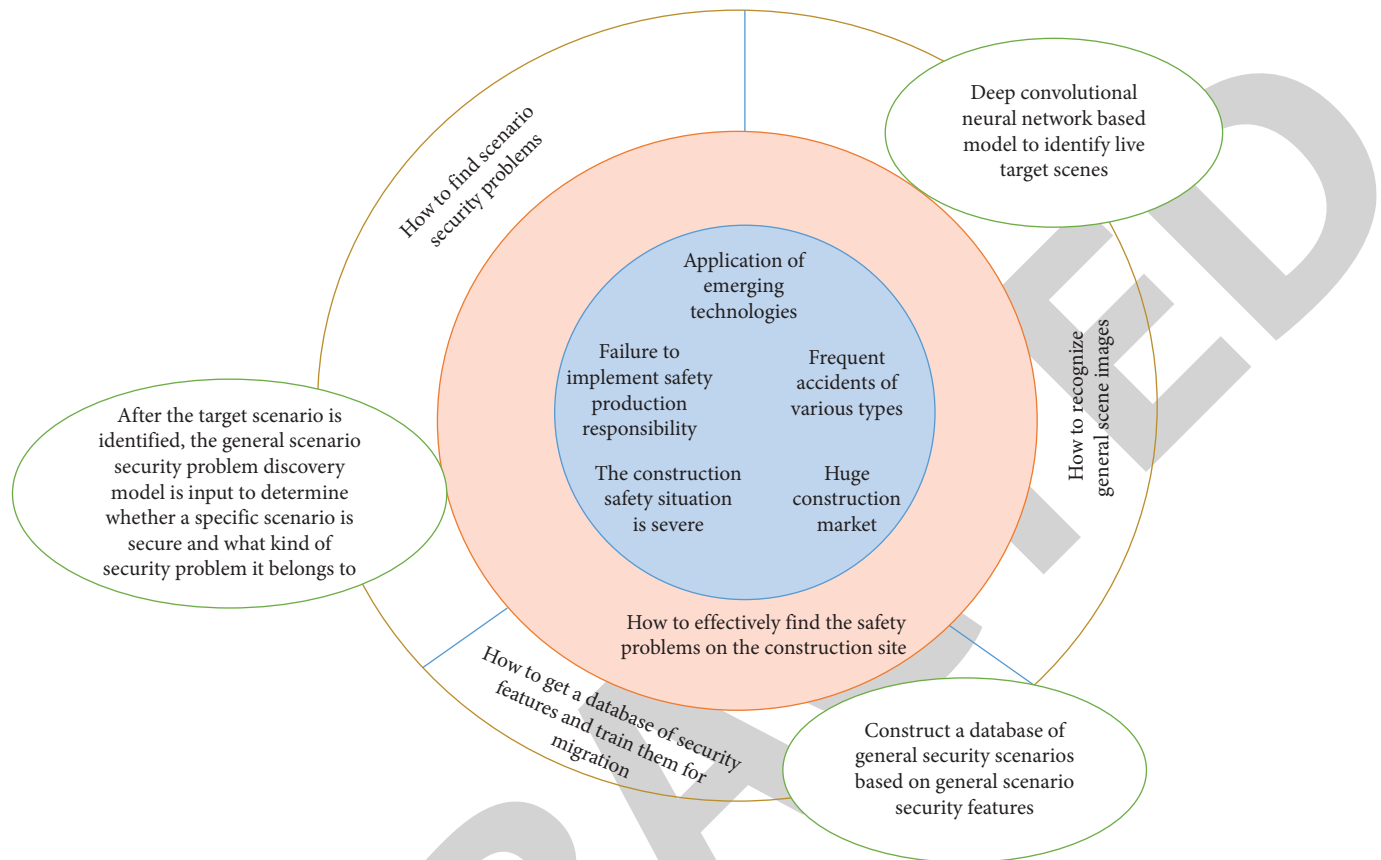 How to find scenario
security problems
Deep convolutional
neural network based
model to identify live
target scenes
Application of
emerging
technologies
Failure to
implement safety
production
responsibility
Frequent
accidents of
various types
The construction
safety situation
is severe
Huge
construction
market
How to recognize
general scene images
After the target scenario is
identified, the general scenario
security problem discovery
model is input to determine
whether a specific scenario is
secure and what kind of
security problem it belongs to
How to effectively find the safety
problems on the construction site
How to get a database of security
features and train them for
migration
Construct a database of
general security scenarios
based on general scenario
security features